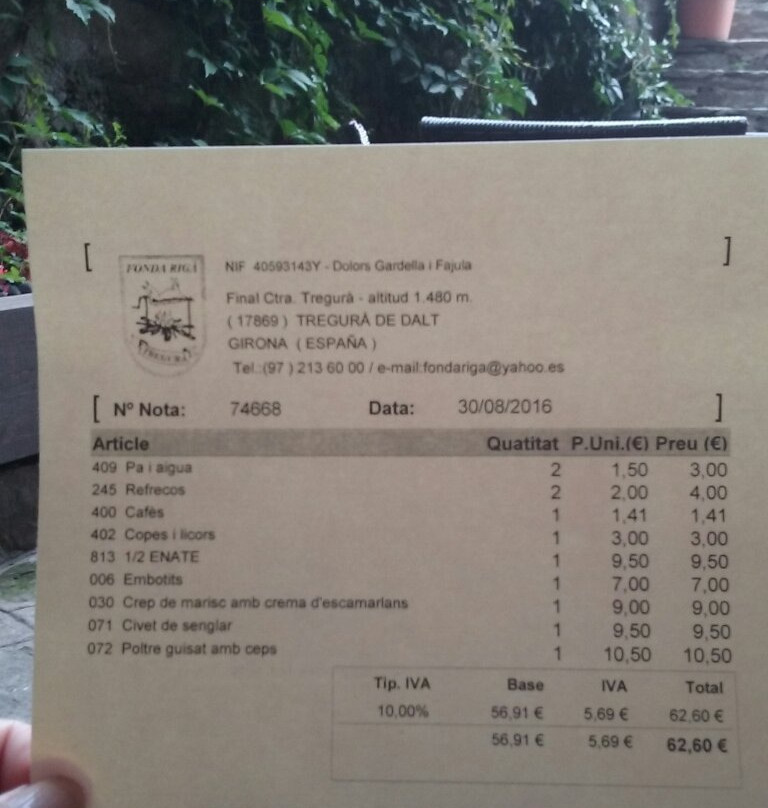 FONDA RIGÀ
TREGURÀ
NIF 40593143Y - Dolors Gardella i Fajula
Final Ctra. Tregurà - altitud 1.480 m.
( 17869 ) TREGURÀ DE DALT
GIRONA ( ESPAÑA )
Tel.:(97 ) 213 60 00 / e-mail:fondariga@yahoo.es
[ Nº Nota: 74668 Data: 30/08/2016 ]
Article Quatitat P.Uni.(€) Preu (€)
409 Pa i aigua 2 1,50 3,00
245 Refrecos 2 2,00 4,00
400 Cafès 1 1,41 1,41
402 Copes i licors 1 3,00 3,00
813 1/2 ENATE 1 9,50 9,50
006 Embotits 1 7,00 7,00
030 Crep de marisc amb crema d'escamarlans 1 9,00 9,00
071 Civet de senglar 1 9,50 9,50
072 Poltre guisat amb ceps 1 10,50 10,50
Tip. IVA Base IVA Total
10,00% 56,91 € 5,69 € 62,60 €
56,91 € 5,69 € 62,60 €